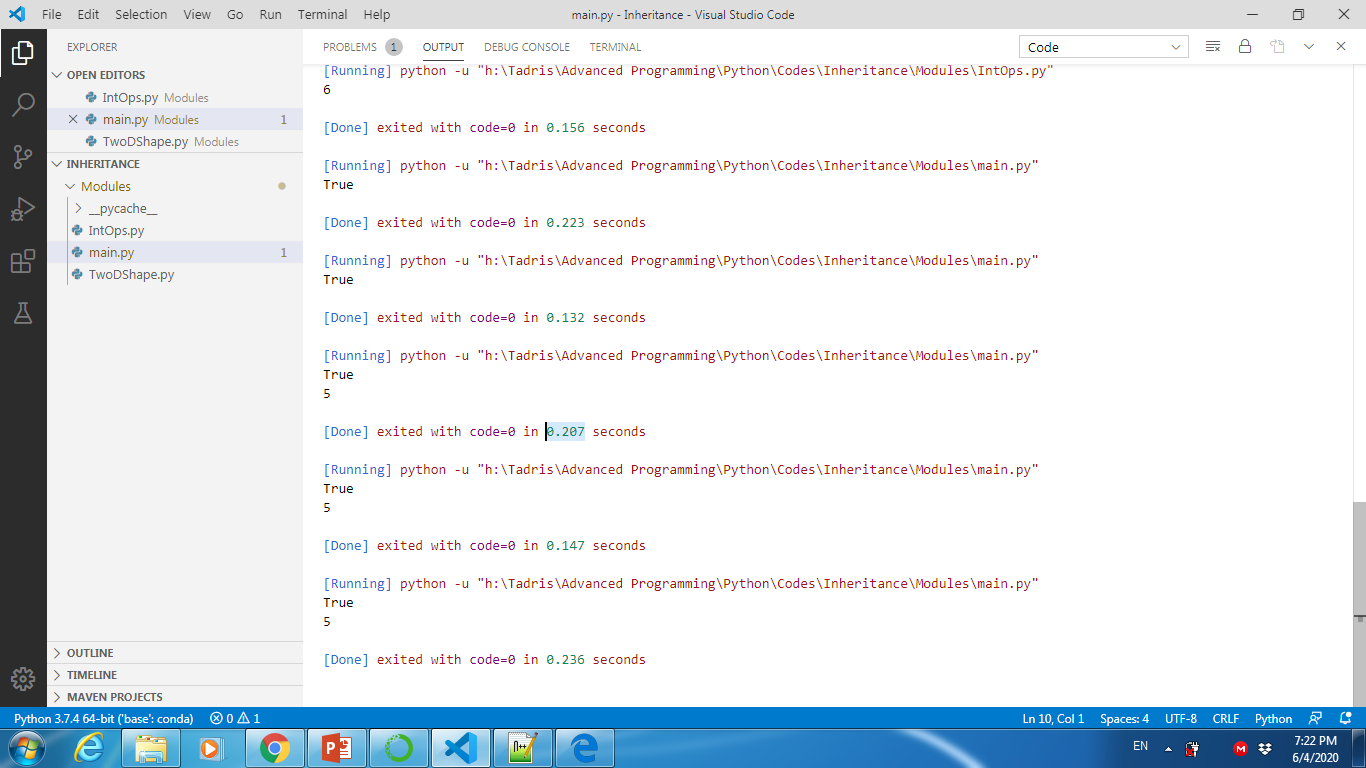 File Edit Selection View Go Run Terminal Help
main.py - Inheritance - Visual Studio Code
EXPLORER
OPEN EDITORS
IntOps.py Modules
main.py Modules 1
TwoDShape.py Modules
INHERITANCE
Modules
__pycache__
IntOps.py
main.py 1
TwoDShape.py
OUTLINE
TIMELINE
MAVEN PROJECTS
PROBLEMS 1 OUTPUT DEBUG CONSOLE TERMINAL
Code
[Running] python -u "h:\Tadris\Advanced Programming\Python\Codes\Inheritance\Modules\IntOps.py"
6
[Done] exited with code=0 in 0.156 seconds
[Running] python -u "h:\Tadris\Advanced Programming\Python\Codes\Inheritance\Modules\main.py"
True
[Done] exited with code=0 in 0.223 seconds
[Running] python -u "h:\Tadris\Advanced Programming\Python\Codes\Inheritance\Modules\main.py"
True
[Done] exited with code=0 in 0.132 seconds
[Running] python -u "h:\Tadris\Advanced Programming\Python\Codes\Inheritance\Modules\main.py"
True
5
[Done] exited with code=0 in 0.207 seconds
[Running] python -u "h:\Tadris\Advanced Programming\Python\Codes\Inheritance\Modules\main.py"
True
5
[Done] exited with code=0 in 0.147 seconds
[Running] python -u "h:\Tadris\Advanced Programming\Python\Codes\Inheritance\Modules\main.py"
True
5
[Done] exited with code=0 in 0.236 seconds
Python 3.7.4 64-bit ('base': conda) 0 1
Ln 10, Col 1 Spaces: 4 UTF-8 CRLF Python
EN
7:22 PM
6/4/2020